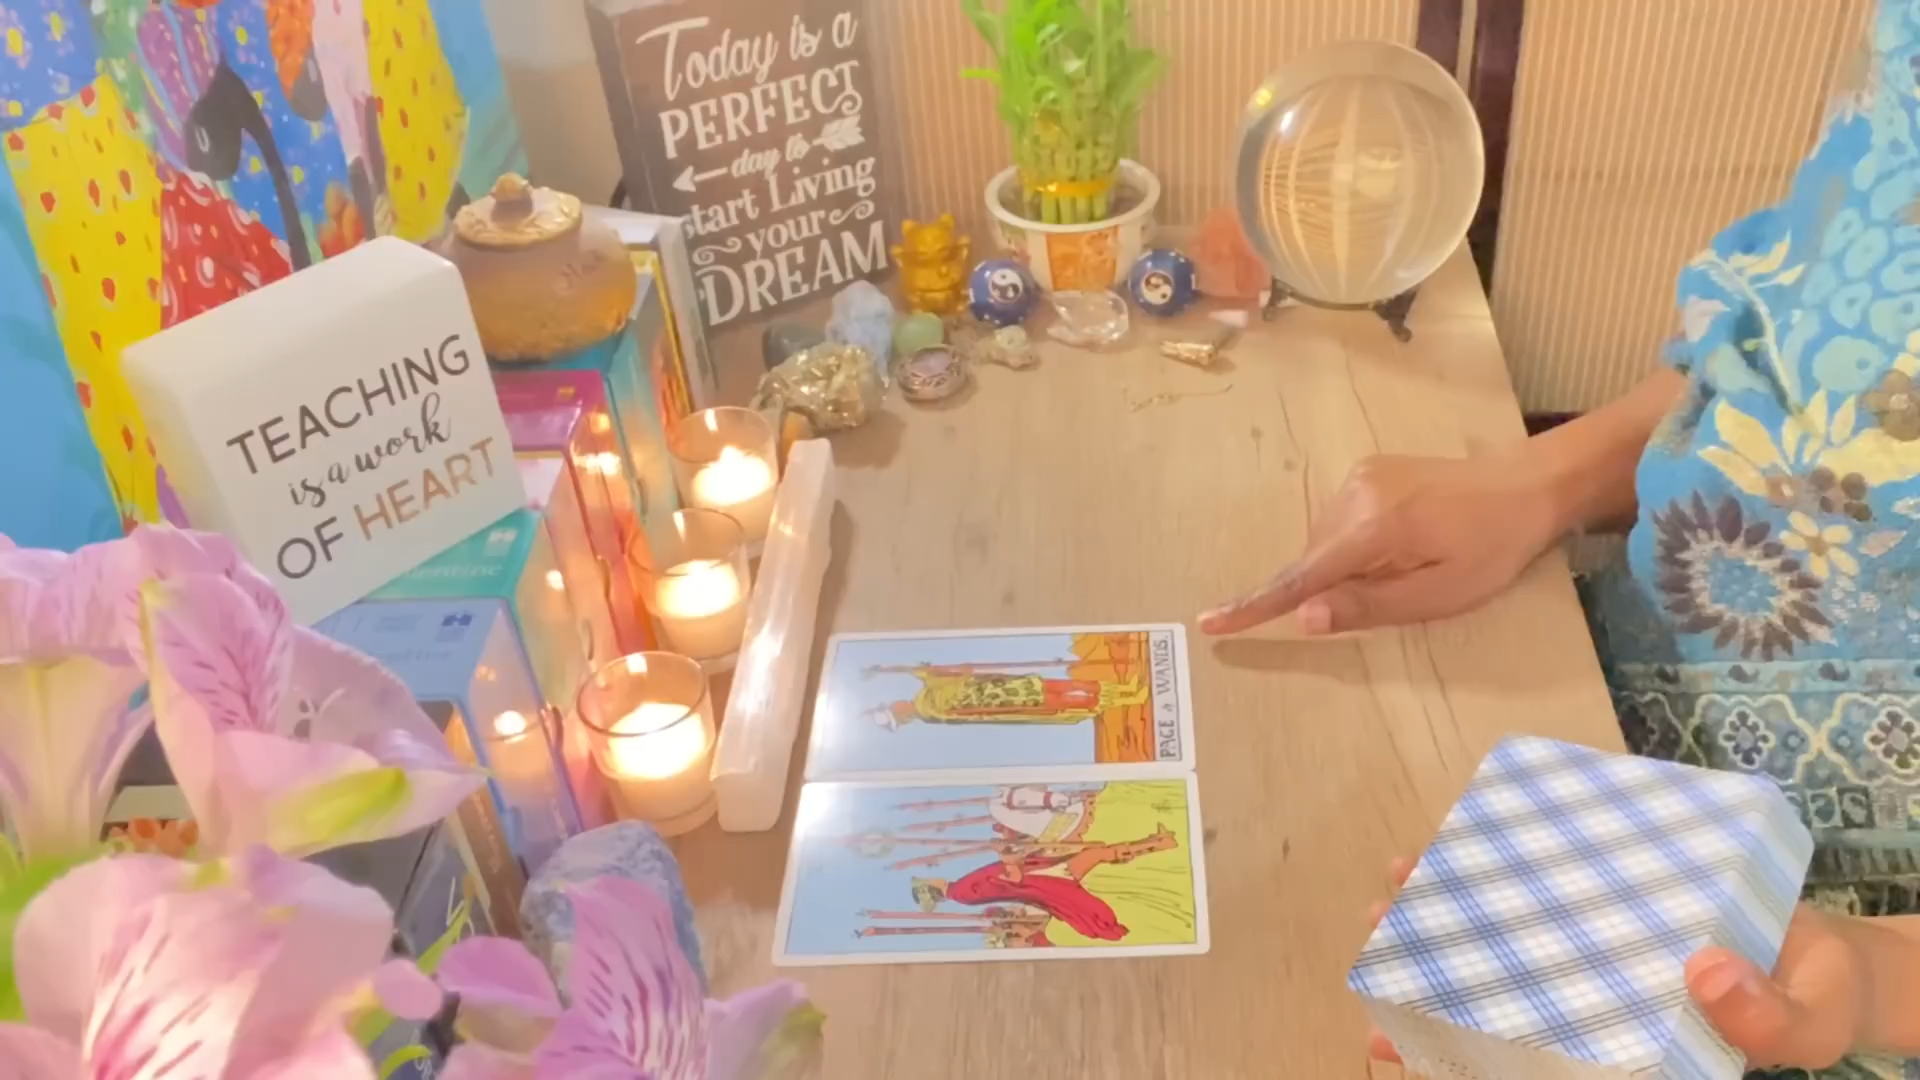 Today is a
PERFECT
day to
start Living
your
DREAM
TEACHING
is a work
OF HEART
PAGE of WANDS.